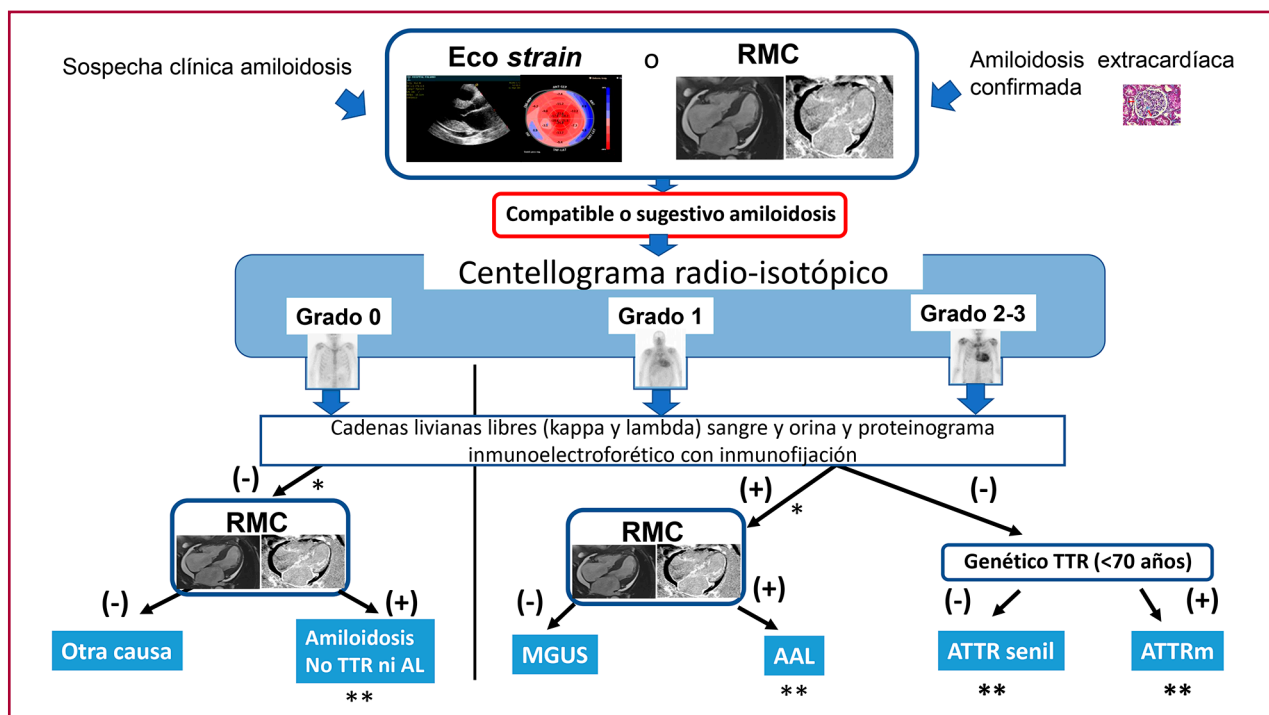 Sospecha clínica amiloidosis
Eco strain
o
RMC
Amiloidosis extracardíaca
confirmada
Compatible o sugestivo amiloidosis
Centellograma radio-isotópico
Grado 0
Grado 1
Grado 2-3
Cadenas livianas libres (kappa y lambda) sangre y orina y proteinograma
inmunoelectroforético con inmunofijación
(-)
*
(+)
*
(-)
RMC
RMC
Genético TTR (<70 años)
(-)
(+)
(-)
(+)
(-)
(+)
Otra causa
Amiloidosis
No TTR ni AL
**
MGUS
AAL
**
ATTR senil
**
ATTRm
**